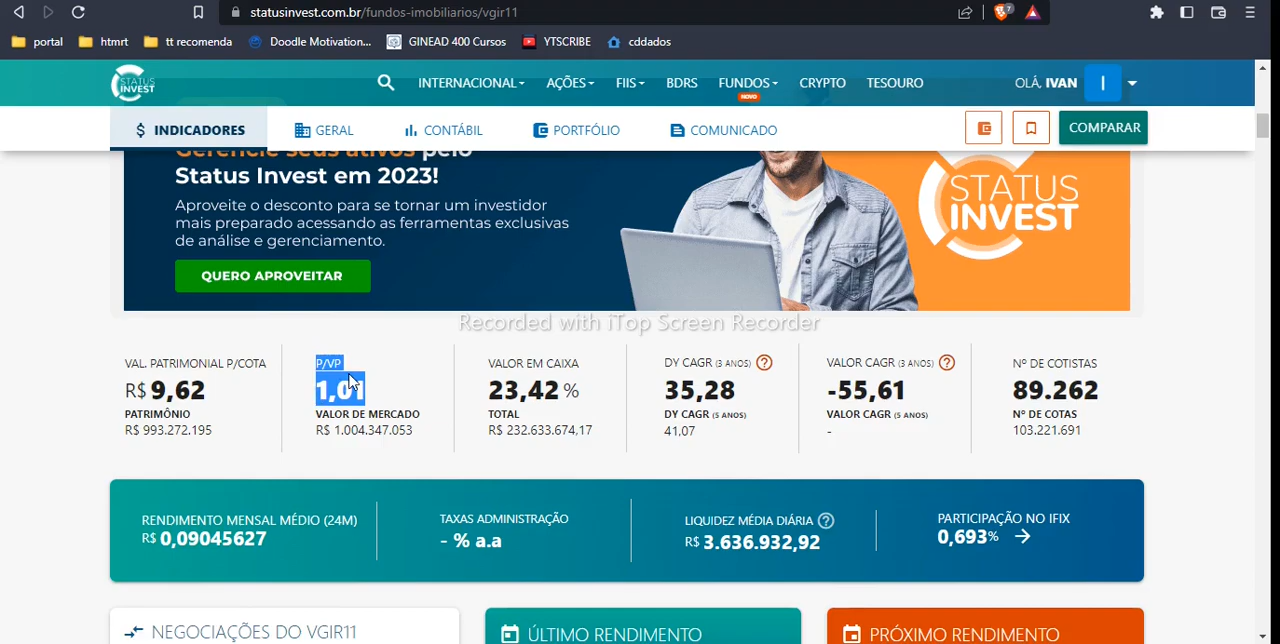 statusinvest.com.br/fundos-imobiliarios/vgir11
7
portal
htmrt
tt recomenda
Doodle Motivation...
GINEAD 400 Cursos
YTSCRIBE
cddados
STATUS
INVEST
INTERNACIONAL
AÇÕES
FIIS
BDRS
FUNDOS
NOVO
CRYPTO
TESOURO
OLÁ, IVAN
I
$ INDICADORES
GERAL
CONTÁBIL
PORTFÓLIO
COMUNICADO
COMPARAR
Gerencie seus ativos pelo
Status Invest em 2023!
Aproveite o desconto para se tornar um investidor
mais preparado acessando as ferramentas exclusivas
de análise e gerenciamento.
QUERO APROVEITAR
STATUS
INVEST
Recorded with iTop Screen Recorder
VAL. PATRIMONIAL P/COTA
R$ 9,62
PATRIMÔNIO
R$ 993.272.195
P/VP
1,01
VALOR DE MERCADO
R$ 1.004.347.053
VALOR EM CAIXA
23,42 %
TOTAL
R$ 232.633.674,17
DY CAGR (3 ANOS) ?
35,28
DY CAGR (5 ANOS)
41,07
VALOR CAGR (3 ANOS) ?
-55,61
VALOR CAGR (5 ANOS)
-
Nº DE COTISTAS
89.262
Nº DE COTAS
103.221.691
RENDIMENTO MENSAL MÉDIO (24M)
R$ 0,09045627
TAXAS ADMINISTRAÇÃO
- % a.a
LIQUIDEZ MÉDIA DIÁRIA ?
R$ 3.636.932,92
PARTICIPAÇÃO NO IFIX
0,693% →
NEGOCIAÇÕES DO VGIR11
ÚLTIMO RENDIMENTO
PRÓXIMO RENDIMENTO